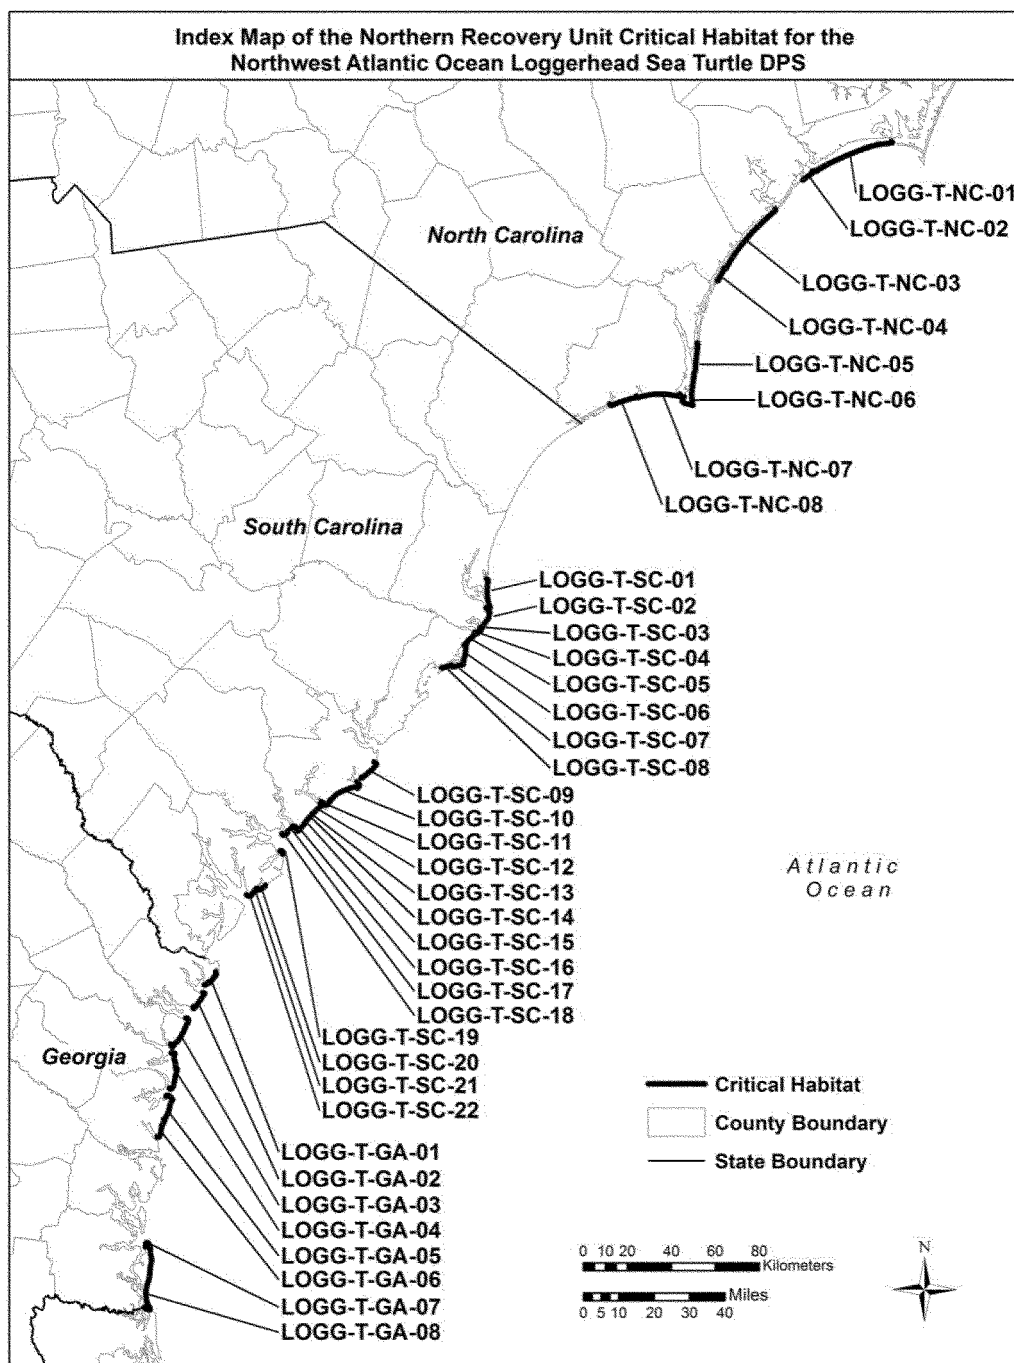 Index Map of the Northern Recovery Unit Critical Habitat for the
Northwest Atlantic Ocean Loggerhead Sea Turtle DPS
LOGG-T-NC-01
LOGG-T-NC-02
North Carolina
LOGG-T-NC-03
LOGG-T-NC-04
LOGG-T-NC-05
LOGG-T-NC-06
LOGG-T-NC-07
LOGG-T-NC-08
South Carolina
LOGG-T-SC-01
LOGG-T-SC-02
LOGG-T-SC-03
LOGG-T-SC-04
LOGG-T-SC-05
LOGG-T-SC-06
LOGG-T-SC-07
LOGG-T-SC-08
LOGG-T-SC-09
LOGG-T-SC-10
LOGG-T-SC-11
LOGG-T-SC-12
LOGG-T-SC-13
LOGG-T-SC-14
LOGG-T-SC-15
LOGG-T-SC-16
LOGG-T-SC-17
LOGG-T-SC-18
Atlantic
Ocean
LOGG-T-SC-19
LOGG-T-SC-20
LOGG-T-SC-21
LOGG-T-SC-22
Georgia
LOGG-T-GA-01
LOGG-T-GA-02
LOGG-T-GA-03
LOGG-T-GA-04
LOGG-T-GA-05
LOGG-T-GA-06
LOGG-T-GA-07
LOGG-T-GA-08
Critical Habitat
County Boundary
State Boundary
0 10 20 40 60 80
Kilometers
Miles
0 5 10 20 30 40
N